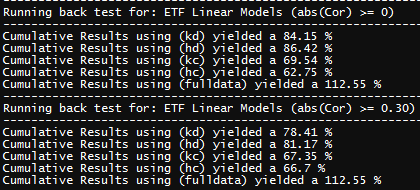 Running back test for: ETF Linear Models (abs(Cor) >= 0)
Cumulative Results using (kd) yielded a 84.15 %
Cumulative Results using (hd) yielded a 86.42 %
Cumulative Results using (kc) yielded a 69.54 %
Cumulative Results using (hc) yielded a 62.75 %
Cumulative Results using (fulldata) yielded a 112.55 %
Running back test for: ETF Linear Models (abs(Cor) >= 0.30)
Cumulative Results using (kd) yielded a 78.41 %
Cumulative Results using (hd) yielded a 81.17 %
Cumulative Results using (kc) yielded a 67.35 %
Cumulative Results using (hc) yielded a 66.7 %
Cumulative Results using (fulldata) yielded a 112.55 %